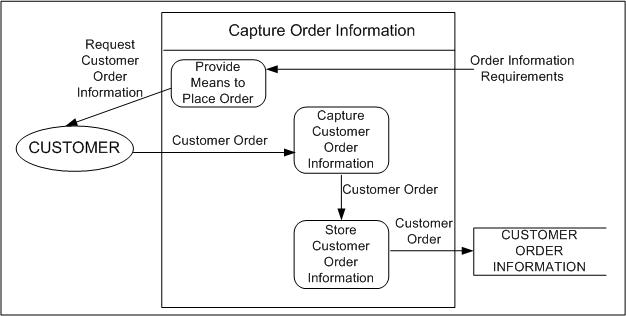 Capture Order Information
Request
Customer
Order
Information
Provide
Means to
Place Order
Order Information
Requirements
CUSTOMER
Customer Order
Capture
Customer
Order
Information
Customer Order
Store
Customer
Order
Information
Customer
Order
CUSTOMER
ORDER
INFORMATION